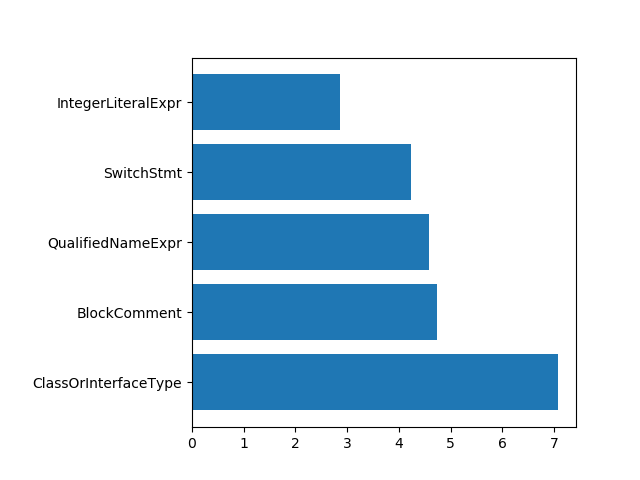 IntegerLiteralExpr
SwitchStmt
QualifiedNameExpr
BlockComment
ClassOrInterfaceType
0 1 2 3 4 5 6 7